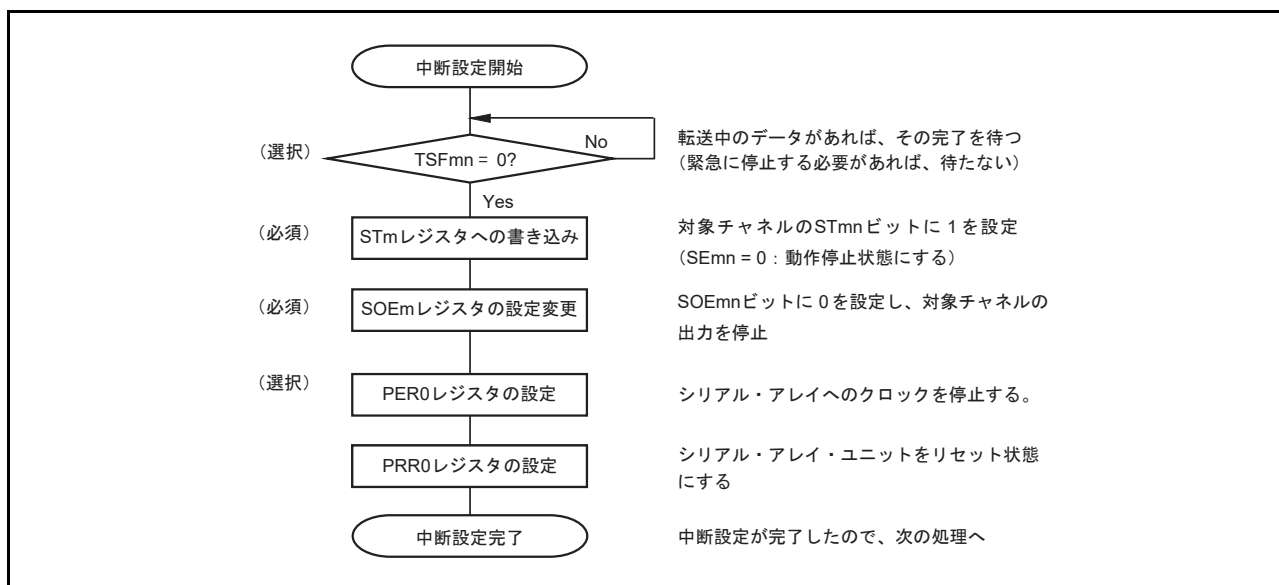 中断設定開始
(選択)
TSFmn = 0?
No
転送中のデータがあれば、その完了を待つ
(緊急に停止する必要があれば、待たない)
Yes
(必須)
STmレジスタへの書き込み
対象チャネルのSTmnビットに 1 を設定
(SEmn = 0 : 動作停止状態にする)
(必須)
SOEmレジスタの設定変更
SOEmnビットに 0 を設定し、対象チャネルの
出力を停止
(選択)
PER0レジスタの設定
シリアル・アレイへのクロックを停止する。
PRR0レジスタの設定
シリアル・アレイ・ユニットをリセット状態
にする
中断設定完了
中断設定が完了したので、次の処理へ